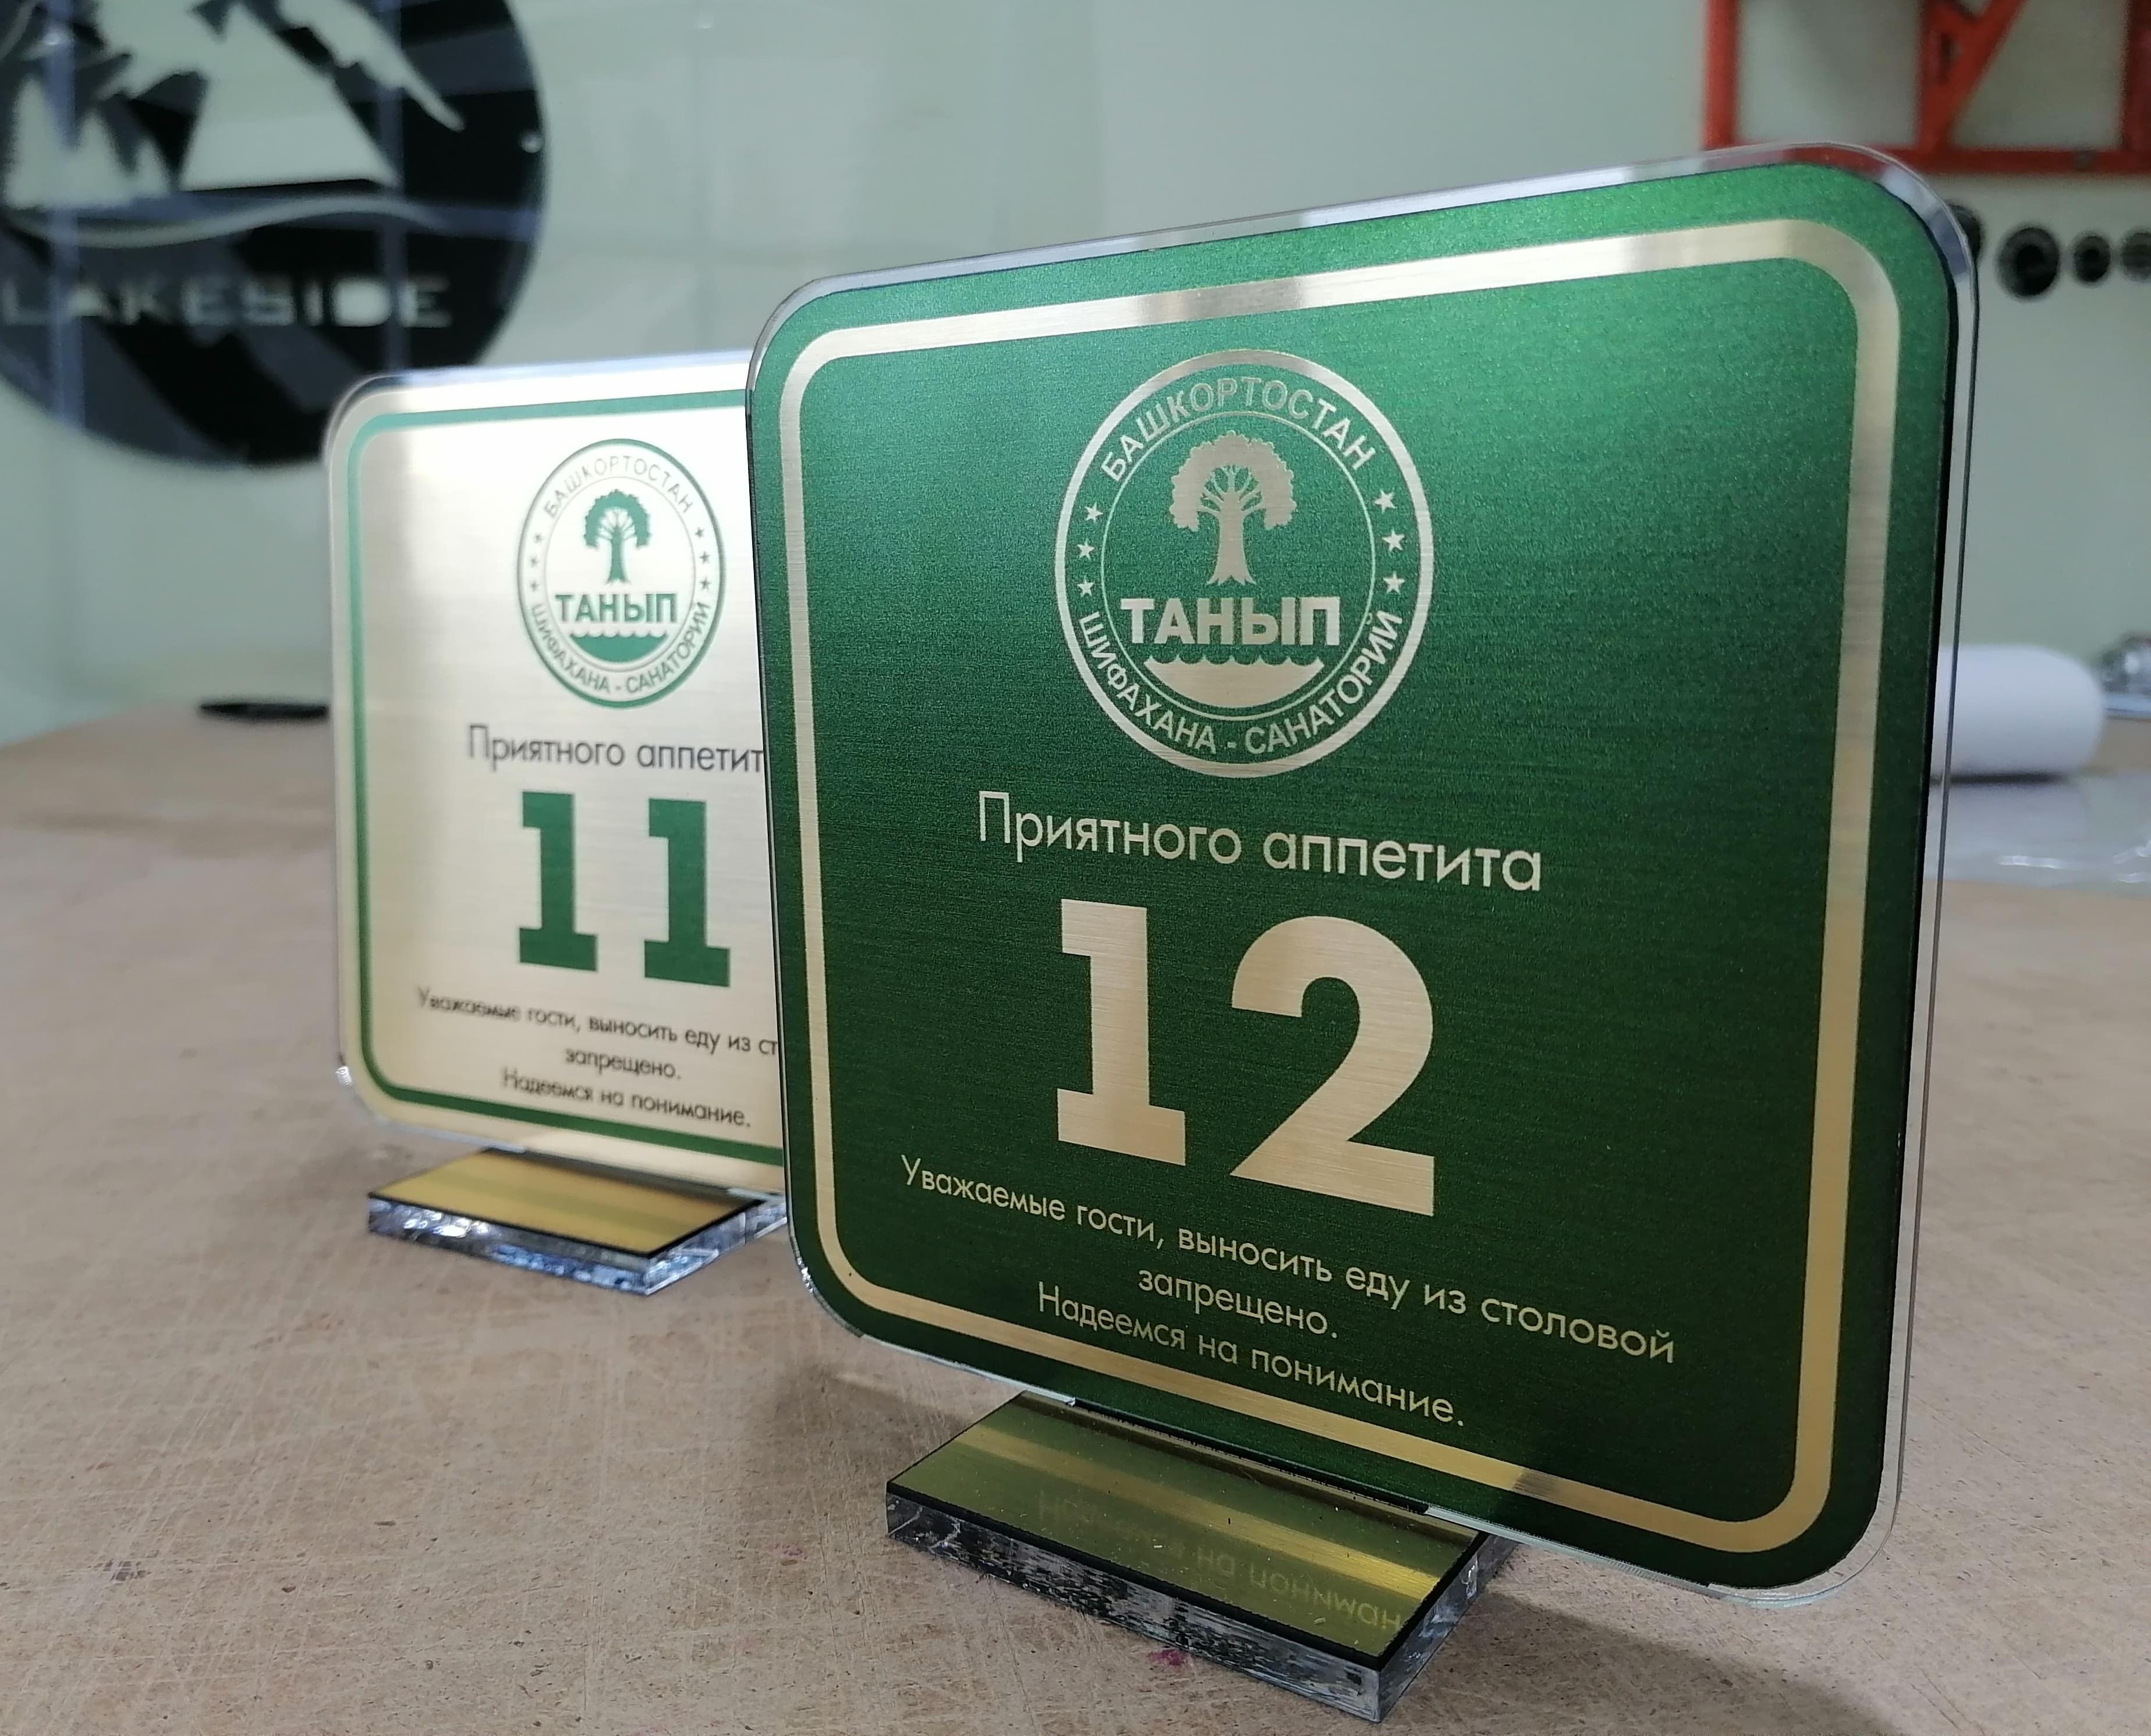 LAKESIDE
БАШКОРТОСТАН
ТАНЫП
ШИФАХАНА - САНАТОРИЙ
Приятного аппетит
11
Уважаемые гости, выносить еду из ст
запрещено.
Надеемся на понимание.
БАШКОРТОСТАН
ТАНЫП
ШИФАХАНА - САНАТОРИЙ
Приятного аппетита
12
Уважаемые гости, выносить еду из столовой
запрещено.
Надеемся на понимание.